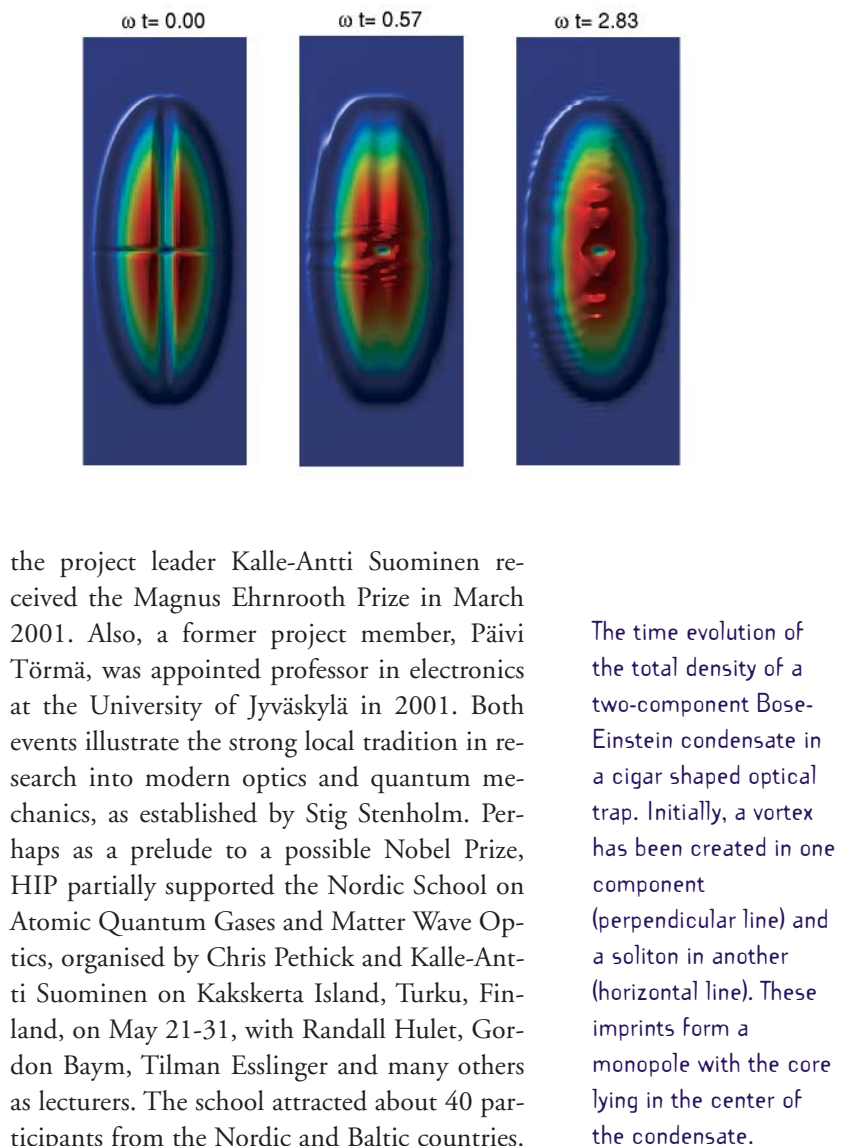 ω t= 0.00
ω t= 0.57
ω t= 2.83
the project leader Kalle-Antti Suominen re-
ceived the Magnus Ehrnrooth Prize in March
2001. Also, a former project member, Päivi
Törmä, was appointed professor in electronics
at the University of Jyväskylä in 2001. Both
events illustrate the strong local tradition in re-
search into modern optics and quantum me-
chanics, as established by Stig Stenholm. Per-
haps as a prelude to a possible Nobel Prize,
HIP partially supported the Nordic School on
Atomic Quantum Gases and Matter Wave Op-
tics, organised by Chris Pethick and Kalle-Ant-
ti Suominen on Kakskerta Island, Turku, Fin-
land, on May 21-31, with Randall Hulet, Gor-
don Baym, Tilman Esslinger and many others
as lecturers. The school attracted about 40 par-
ticipants from the Nordic and Baltic countries.
The time evolution of
the total density of a
two-component Bose-
Einstein condensate in
a cigar shaped optical
trap. Initially, a vortex
has been created in one
component
(perpendicular line) and
a soliton in another
(horizontal line). These
imprints form a
monopole with the core
lying in the center of
the condensate.